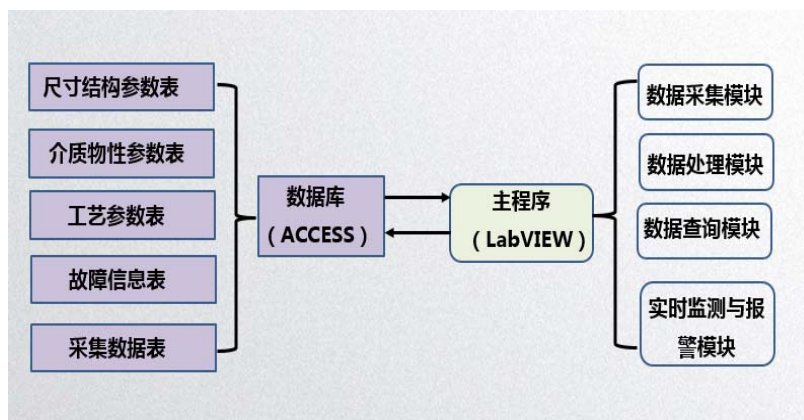 尺寸结构参数表
介质物性参数表
工艺参数表
故障信息表
采集数据表
数据库
（ACCESS）
主程序
（LabVIEW）
数据采集模块
数据处理模块
数据查询模块
实时监测与报
警模块